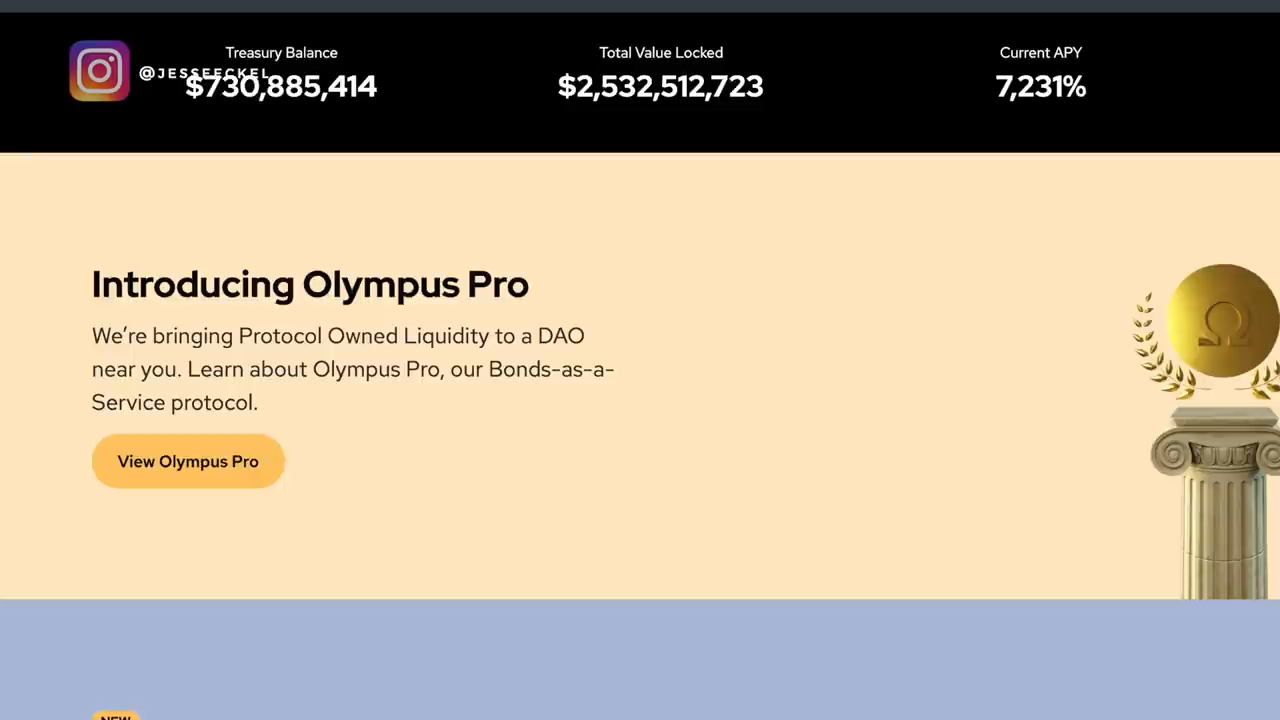 Treasury Balance
Total Value Locked
Current APY
@JESSEECKEL
$730,885,414
$2,532,512,723
7,231%
Introducing Olympus Pro
We’re bringing Protocol Owned Liquidity to a DAO
near you. Learn about Olympus Pro, our Bonds-as-a-
Service protocol.
View Olympus Pro
NEW